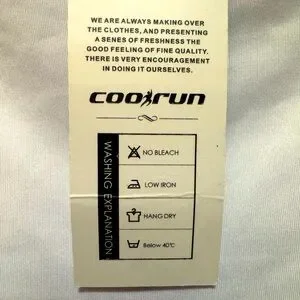 WE ARE ALWAYS MAKING OVER
THE CLOTHES, AND PRESENTING
A SENES OF FRESHNESS THE
GOOD FEELING OF FINE QUALITY.
THERE IS VERY ENCOURAGEMENT
IN DOING IT OURSELVES.
COOLRUN
WASHING EXPLANATION
NO BLEACH
LOW IRON
HANG DRY
Below 40℃